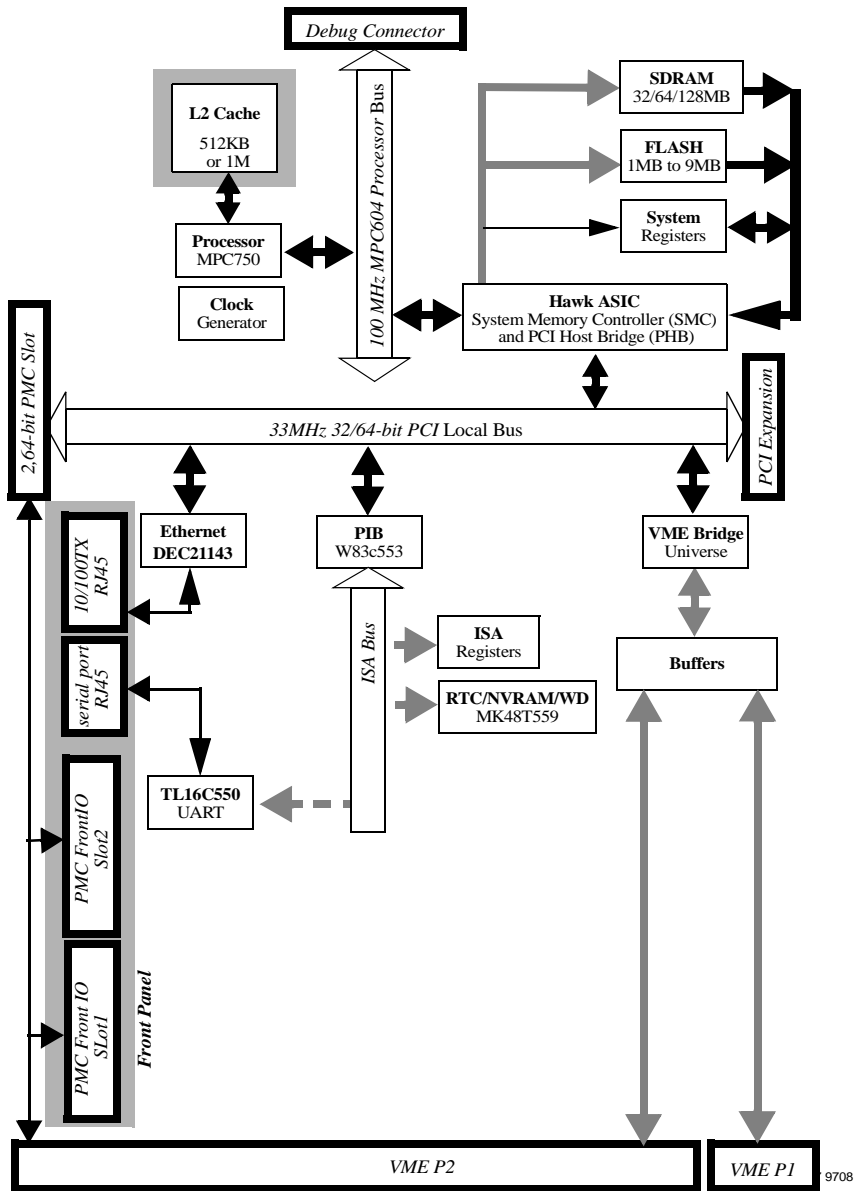 Debug Connector
L2 Cache
512KB
or 1M
100 MHz MPC604 Processor Bus
SDRAM
32/64/128MB
FLASH
1MB to 9MB
System
Registers
Processor
MPC750
Clock
Generator
Hawk ASIC
System Memory Controller (SMC)
and PCI Host Bridge (PHB)
2,64-bit PMC Slot
33MHz 32/64-bit PCI Local Bus
PCI Expansion
10/100TX
RJ45
Ethernet
DEC21143
PIB
W83c553
VME Bridge
Universe
serial port
RJ45
ISA Bus
ISA
Registers
Buffers
RTC/NVRAM/WD
MK48T559
TL16C550
UART
PMC FrontIO
Slot2
PMC Front IO
SLot1
Front Panel
VME P2
VME P1
9708